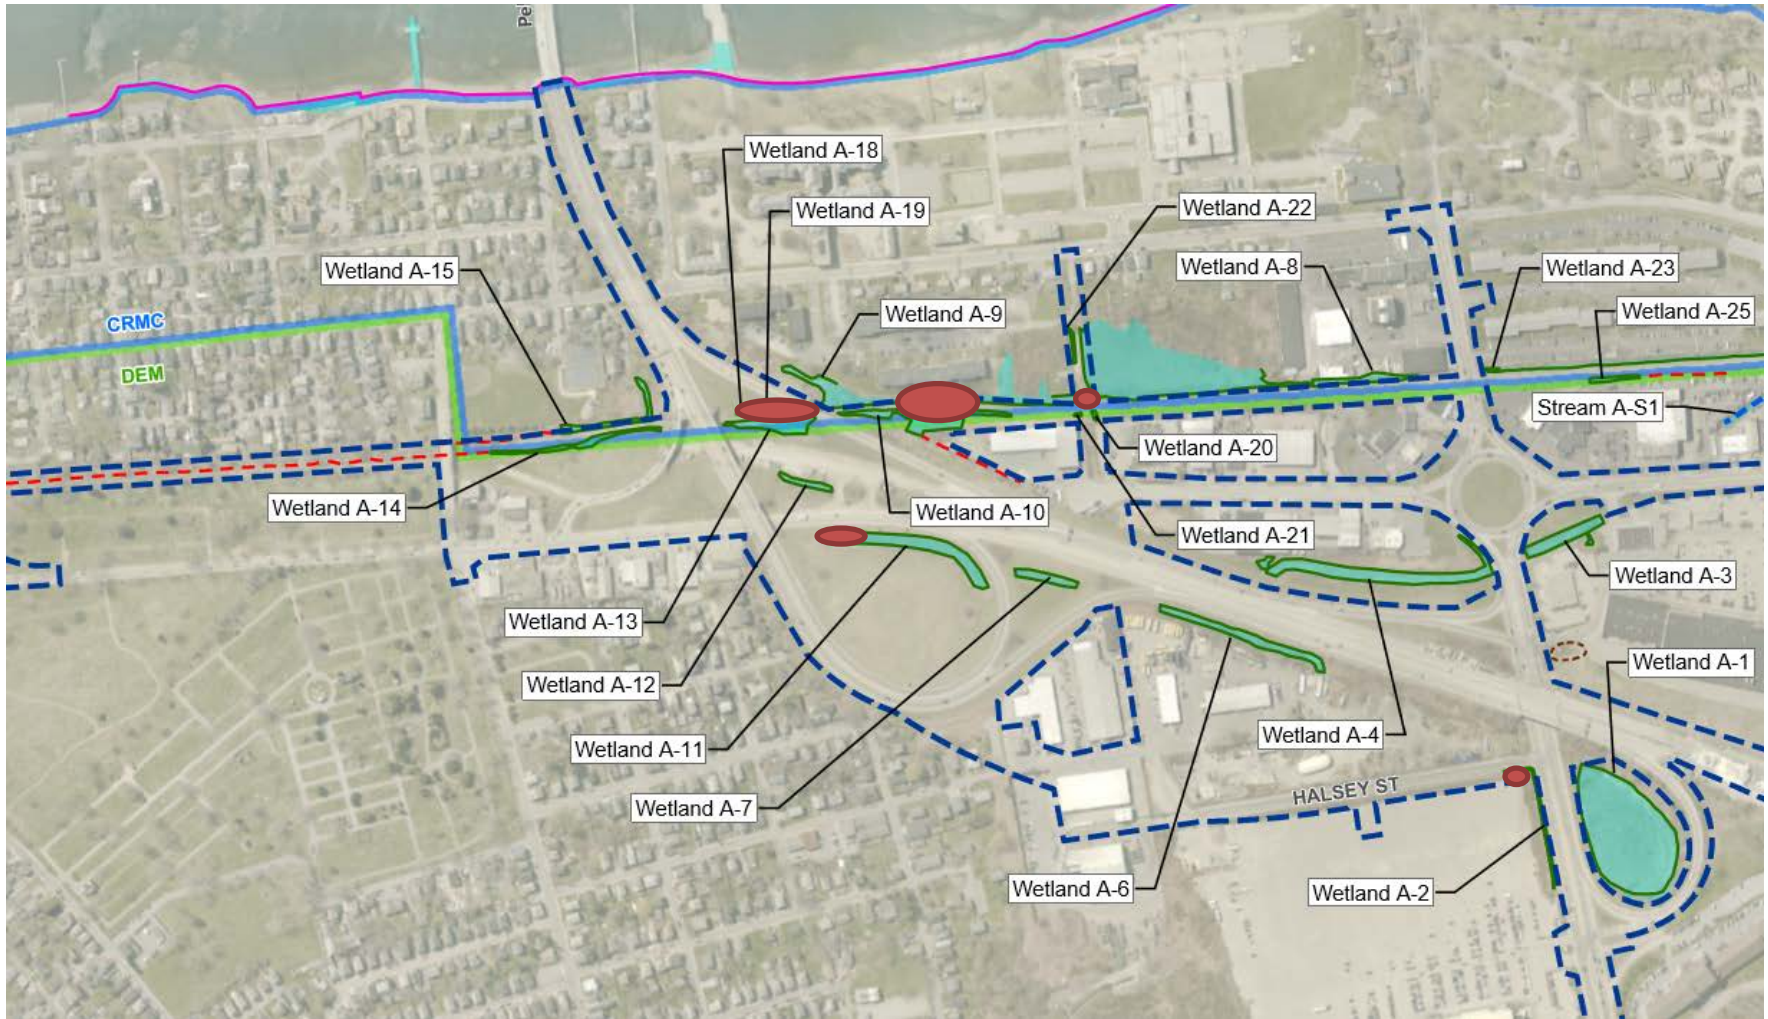 Pel
Wetland A-18
Wetland A-19
Wetland A-22
Wetland A-15
Wetland A-8
Wetland A-23
Wetland A-9
Wetland A-25
CRMC
DEM
Stream A-S1
Wetland A-20
Wetland A-14
Wetland A-10
Wetland A-21
Wetland A-3
Wetland A-13
Wetland A-12
Wetland A-1
Wetland A-11
Wetland A-4
Wetland A-7
HALSEY ST
Wetland A-6
Wetland A-2